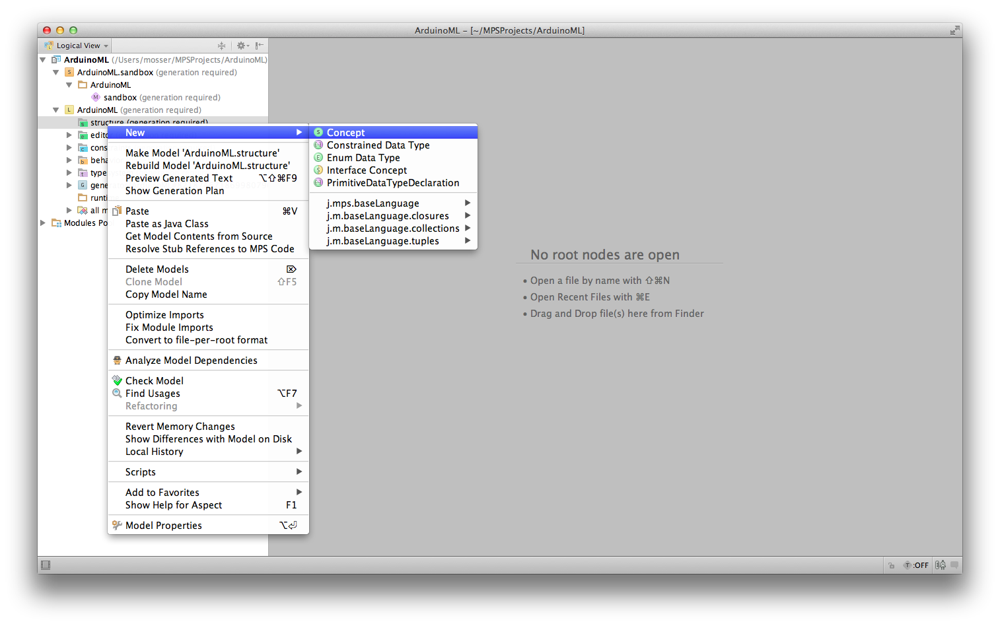 ArduinoML – [~/MPSProjects/ArduinoML]
Logical View
ArduinoML (/Users/mosser/MPSProjects/ArduinoML)
ArduinoML.sandbox (generation required)
ArduinoML
sandbox (generation required)
ArduinoML (generation required)
structure (generation required)
edito
cons
beha
type
gene
runti
all m
Modules Po
New
Make Model 'ArduinoML.structure'
Rebuild Model 'ArduinoML.structure'
Preview Generated Text ⌥⇧⌘F9
Show Generation Plan
Paste ⌘V
Paste as Java Class
Get Model Contents from Source
Resolve Stub References to MPS Code
Delete Models ⌦
Clone Model ⇧F5
Copy Model Name
Optimize Imports
Fix Module Imports
Convert to file-per-root format
Analyze Model Dependencies
Check Model
Find Usages ⌥F7
Refactoring
Revert Memory Changes
Show Differences with Model on Disk
Local History
Scripts
Add to Favorites
Show Help for Aspect F1
Model Properties ⌥⏎
Concept
Constrained Data Type
Enum Data Type
Interface Concept
PrimitiveDataTypeDeclaration
j.mps.baseLanguage
j.m.baseLanguage.closures
j.m.baseLanguage.collections
j.m.baseLanguage.tuples
No root nodes are open
• Open a file by name with ⇧⌘N
• Open Recent Files with ⌘E
• Drag and Drop file(s) here from Finder
T:OFF